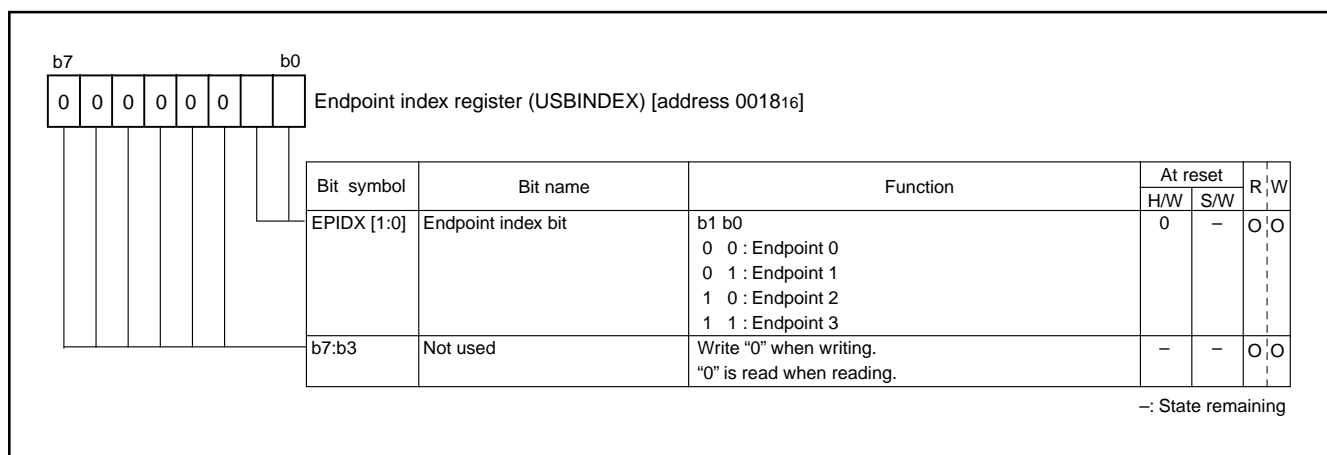 b7 b0
0 0 0 0 0 0 Endpoint index register (USBINDEX) [address 001816]
Bit symbol Bit name Function At reset R W
H/W S/W
EPIDX [1:0] Endpoint index bit b1 b0 0 – O O
0 0 : Endpoint 0
0 1 : Endpoint 1
1 0 : Endpoint 2
1 1 : Endpoint 3
b7:b3 Not used Write “0” when writing. – – O O
“0” is read when reading.
–: State remaining